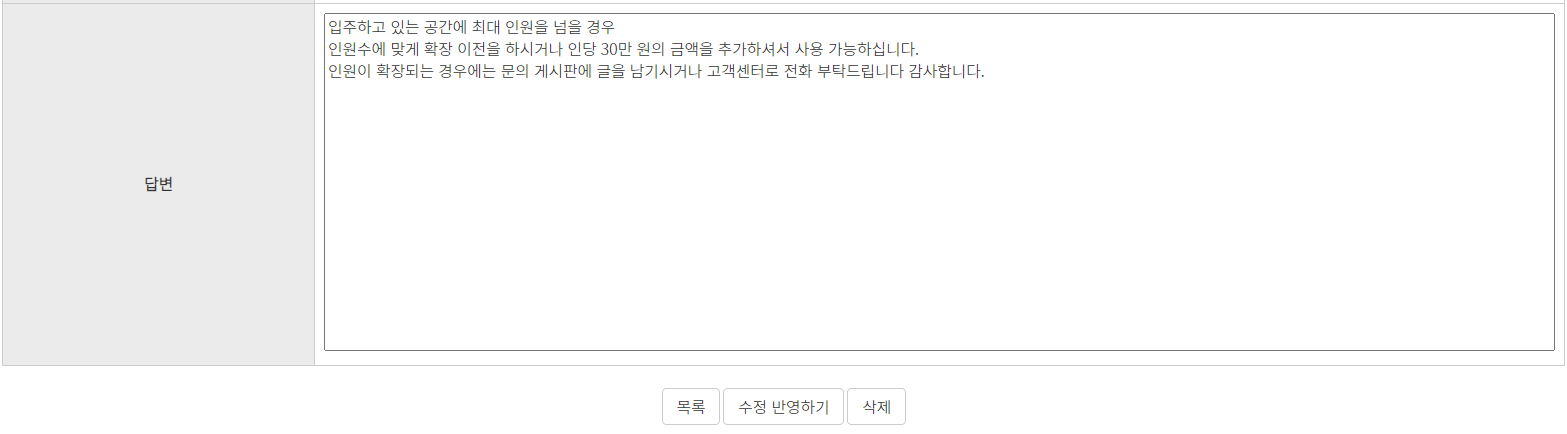 입주하고 있는 공간에 최대 인원을 넘을 경우
인원수에 맞게 확장 이전을 하시거나 인당 30만 원의 금액을 추가하셔서 사용 가능하십니다.
인원이 확장되는 경우에는 문의 게시판에 글을 남기시거나 고객센터로 전화 부탁드립니다 감사합니다.
답변
목록 수정 반영하기 삭제